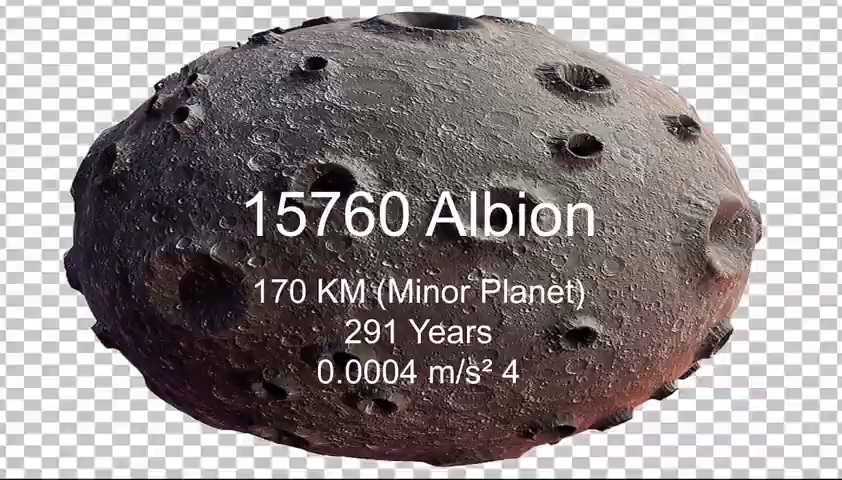 15760 Albion
170 KM (Minor Planet)
291 Years
0.0004 m/s² 4